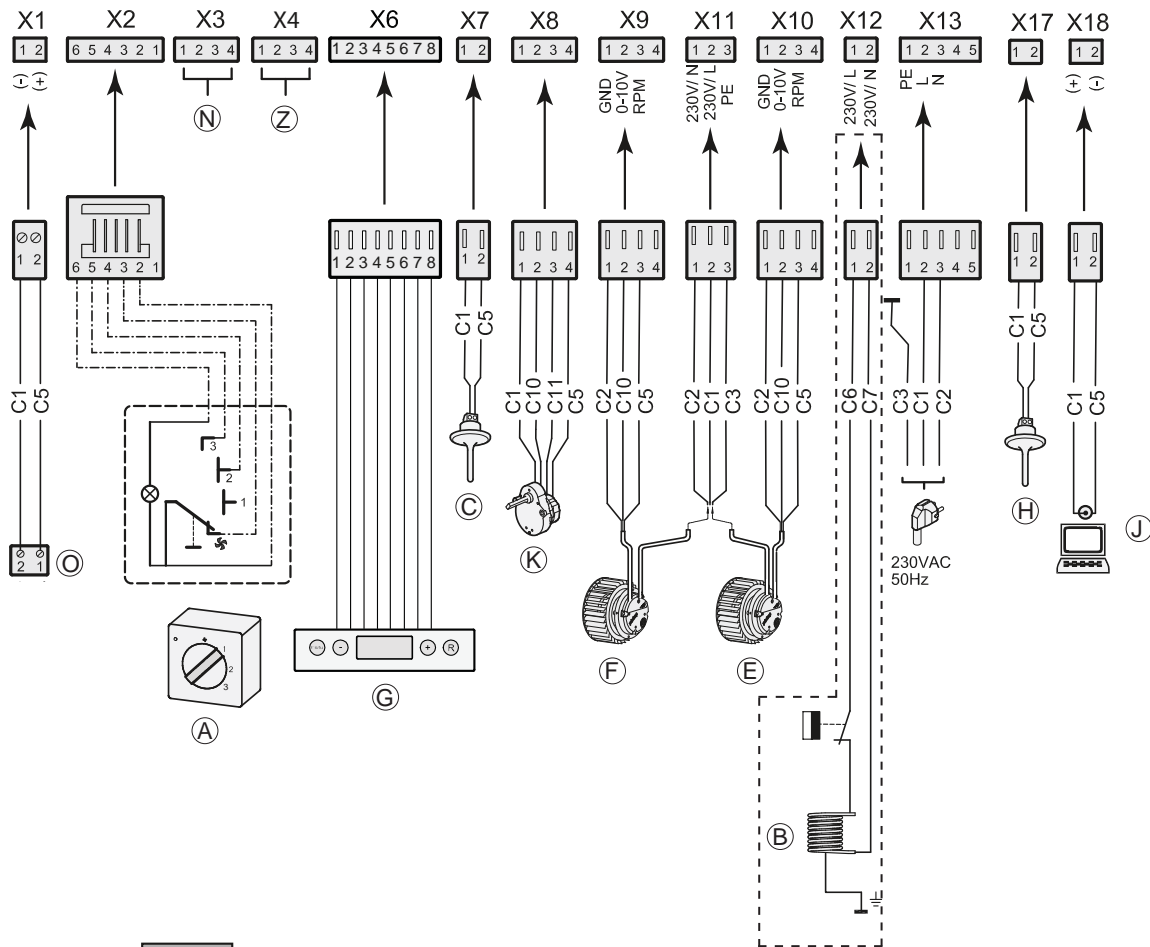 X1 X2 X3 X4 X6 X7 X8 X9 X11 X10 X12 X13 X17 X18
1 2 6 5 4 3 2 1 1 2 3 4 1 2 3 4 1 2 3 4 5 6 7 8 1 2 1 2 3 4 1 2 3 4 1 2 3 1 2 3 4 1 2 1 2 3 4 5 1 2 1 2
(-) (+)
N
Z
GND
0-10V
RPM
230V/ N
230V/ L
PE
GND
0-10V
RPM
230V/ L
230V/ N
PE
L
N
(+) (-)
1 2
6 5 4 3 2 1
1 2 3 4 5 6 7 8
1 2
1 2 3 4
1 2 3 4
1 2 3
1 2 3 4
1 2
1 2 3 4 5
1 2
1 2
C1 C5
C1 C5
C1 C10 C11 C5
C2 C10 C5
C2 C1 C3
C2 C10 C5
C6 C7
C3 C1 C2
C1 C5
C1 C5
3
2
1
2 1
O
C
K
H
J
230VAC
50Hz
- + R
1
2
3
A
G
F
E
B